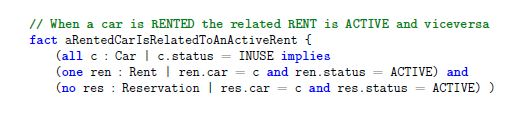 // When a car is RENTED the related RENT is ACTIVE and viceversa
fact aRentedCarIsRelatedToAnActiveRent {
(all c : Car | c.status = INUSE implies
(one ren : Rent | ren.car = c and ren.status = ACTIVE) and
(no res : Reservation | res.car = c and res.status = ACTIVE) )